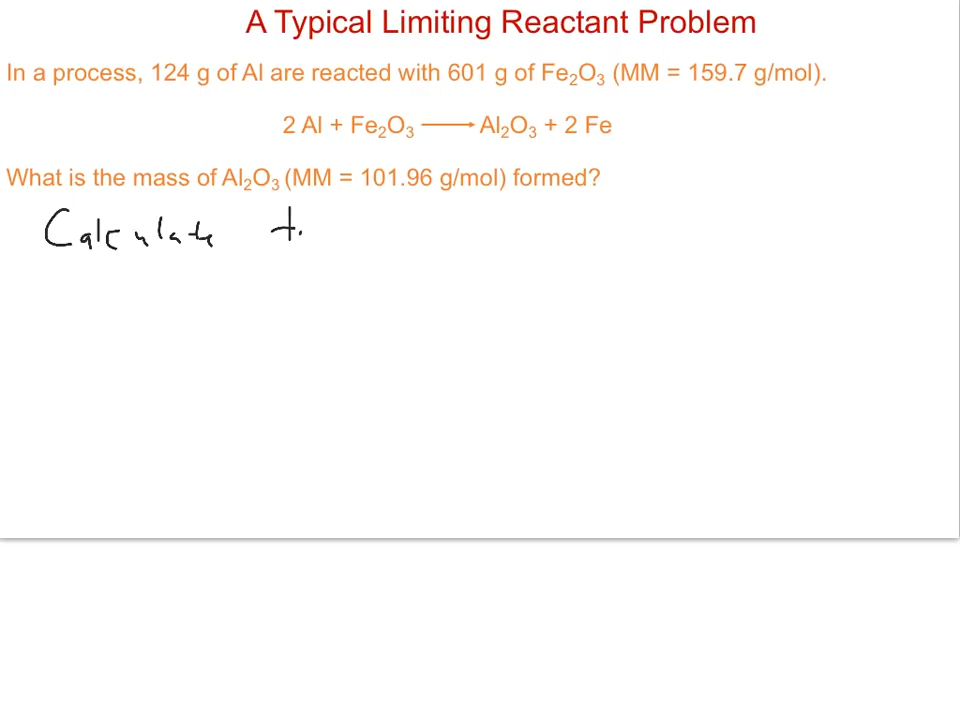 A Typical Limiting Reactant Problem
In a process, 124 g of Al are reacted with 601 g of Fe₂O₃ (MM = 159.7 g/mol).
2 Al + Fe₂O₃ ⟶ Al₂O₃ + 2 Fe
What is the mass of Al₂O₃ (MM = 101.96 g/mol) formed?
Calculate